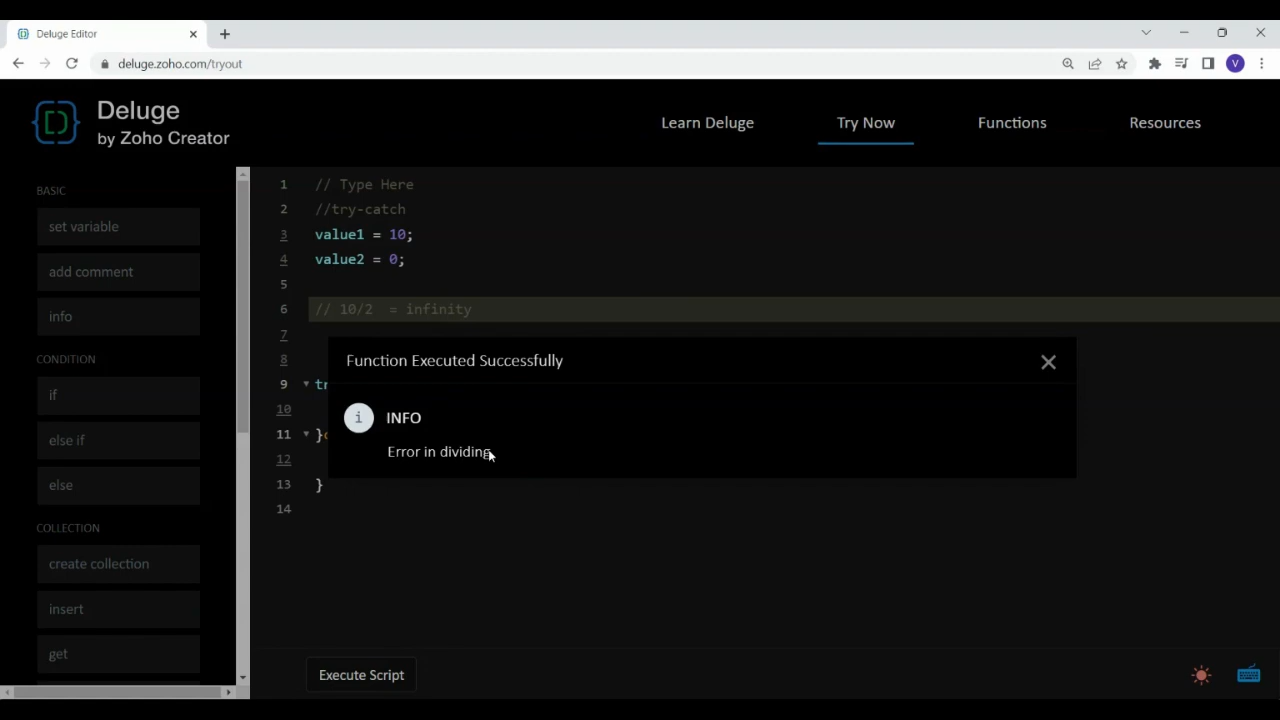 Deluge Editor
deluge.zoho.com/tryout
V
Deluge
by Zoho Creator
Learn Deluge
Try Now
Functions
Resources
BASIC
set variable
add comment
info
CONDITION
if
else if
else
COLLECTION
create collection
insert
get
1 // Type Here
2 //try-catch
3 value1 = 10;
4 value2 = 0;
5
6 // 10/2 = infinity
7
8
9 tr
10
11 }c
12
13 }
14
Function Executed Successfully
i INFO
Error in dividing
Execute Script